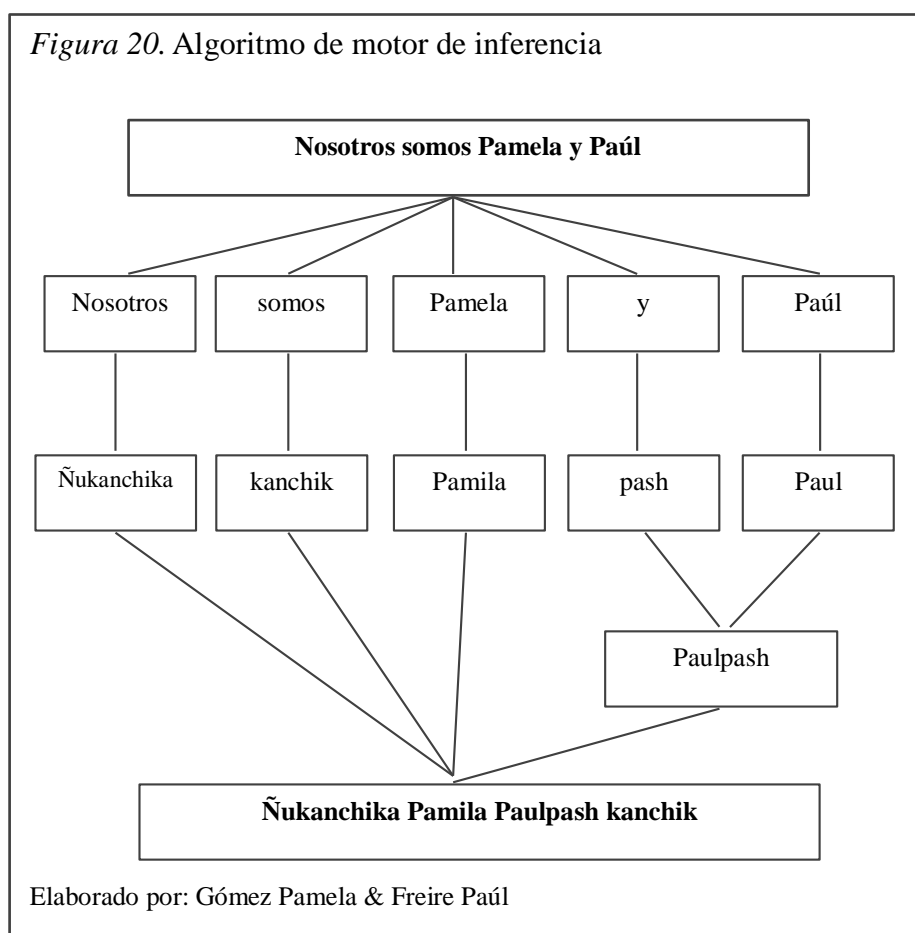 Figura 20. Algoritmo de motor de inferencia
Nosotros somos Pamela y Paúl
Nosotros
somos
Pamela
y
Paúl
Ñukanchika
kanchik
Pamila
pash
Paul
Paulpash
Ñukanchika Pamila Paulpash kanchik
Elaborado por: Gómez Pamela & Freire Paúl